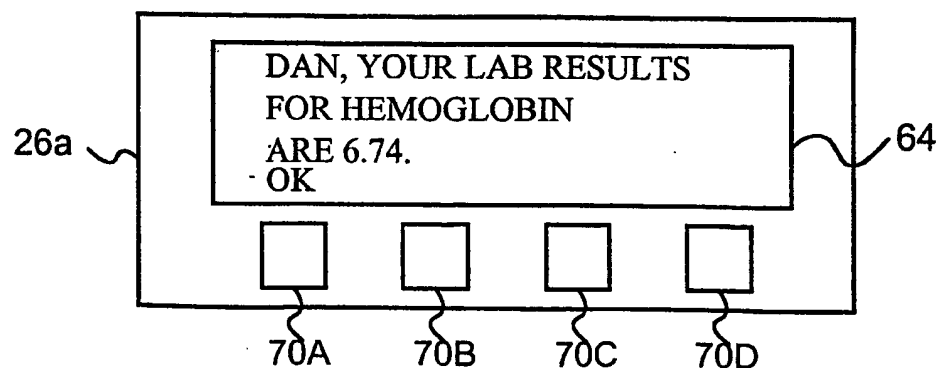 DAN, YOUR LAB RESULTS
FOR HEMOGLOBIN
ARE 6.74.
OK
26a
64
70A 70B 70C 70D